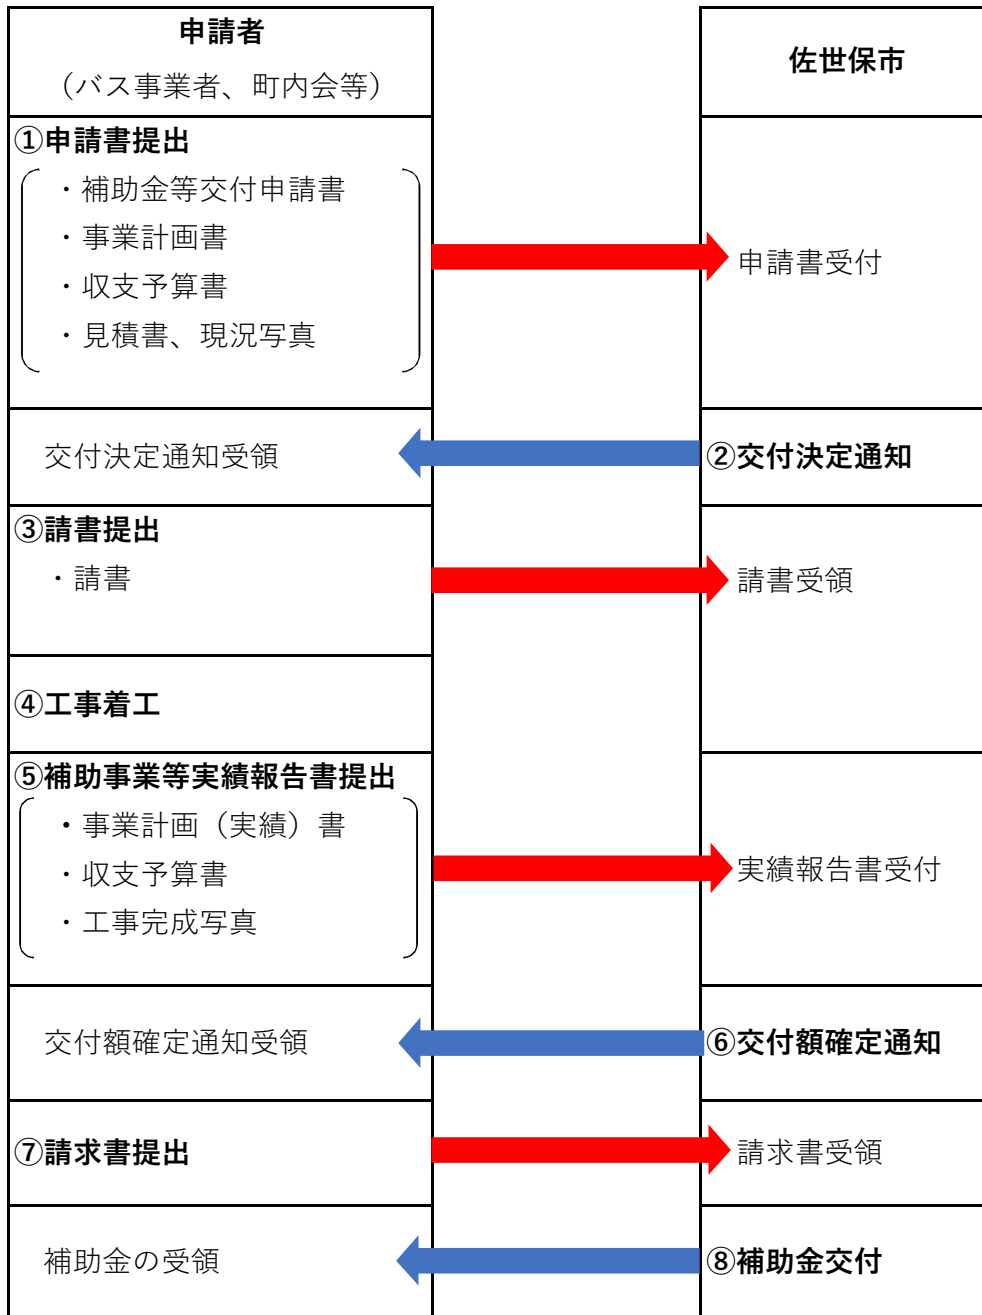 申請者
（バス事業者、町内会等）
佐世保市
①申請書提出
・補助金等交付申請書
・事業計画書
・収支予算書
・見積書、現況写真
申請書受付
交付決定通知受領
②交付決定通知
③請書提出
・請書
請書受領
④工事着工
⑤補助事業等実績報告書提出
・事業計画（実績）書
・収支予算書
・工事完成写真
実績報告書受付
交付額確定通知受領
⑥交付額確定通知
⑦請求書提出
請求書受領
補助金の受領
⑧補助金交付